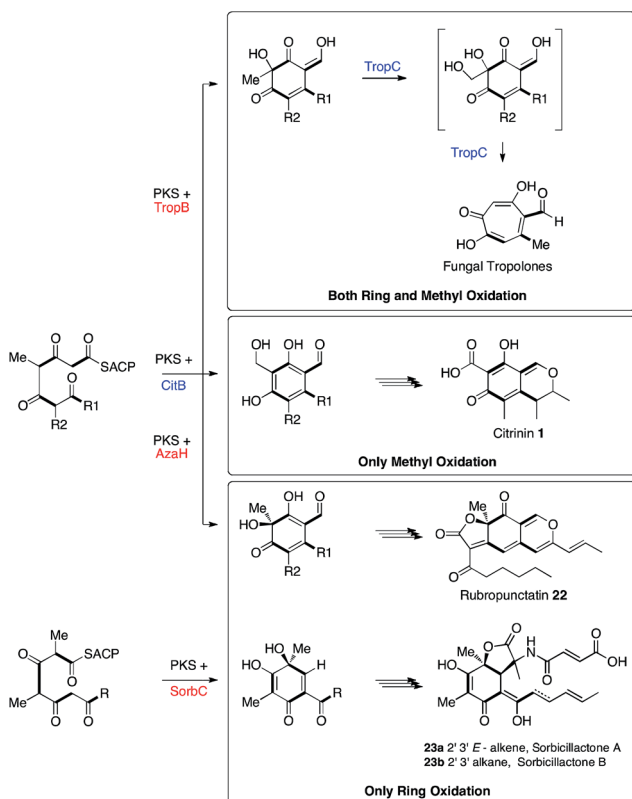 HO
O
OH
Me
O
R1
R2
TropC
HO
O
OH
HO
O
R1
R2
TropC
PKS +
TropB
OH
O
O
H
HO
Me
Fungal Tropolones
Both Ring and Methyl Oxidation
Me
O
O
SACP
O
O
R1
R2
PKS +
CitB
PKS +
AzaH
OH
OH
O
HO
R1
R2
O
OH
HO
O
O
Citrinin 1
Only Methyl Oxidation
Me
OH
O
HO
O
R1
R2
Me
O
O
O
O
O
Rubropunctatin 22
Me
O
SACP
O
Me
R
O
O
PKS +
SorbC
HO
Me
HO
H
Me
R
O
O
O
O
H
N
O
OH
O
Me
HO
Me
O
OH
23a 2' 3' E - alkene, Sorbicillactone A
23b 2' 3' alkane, Sorbicillactone B
Only Ring Oxidation